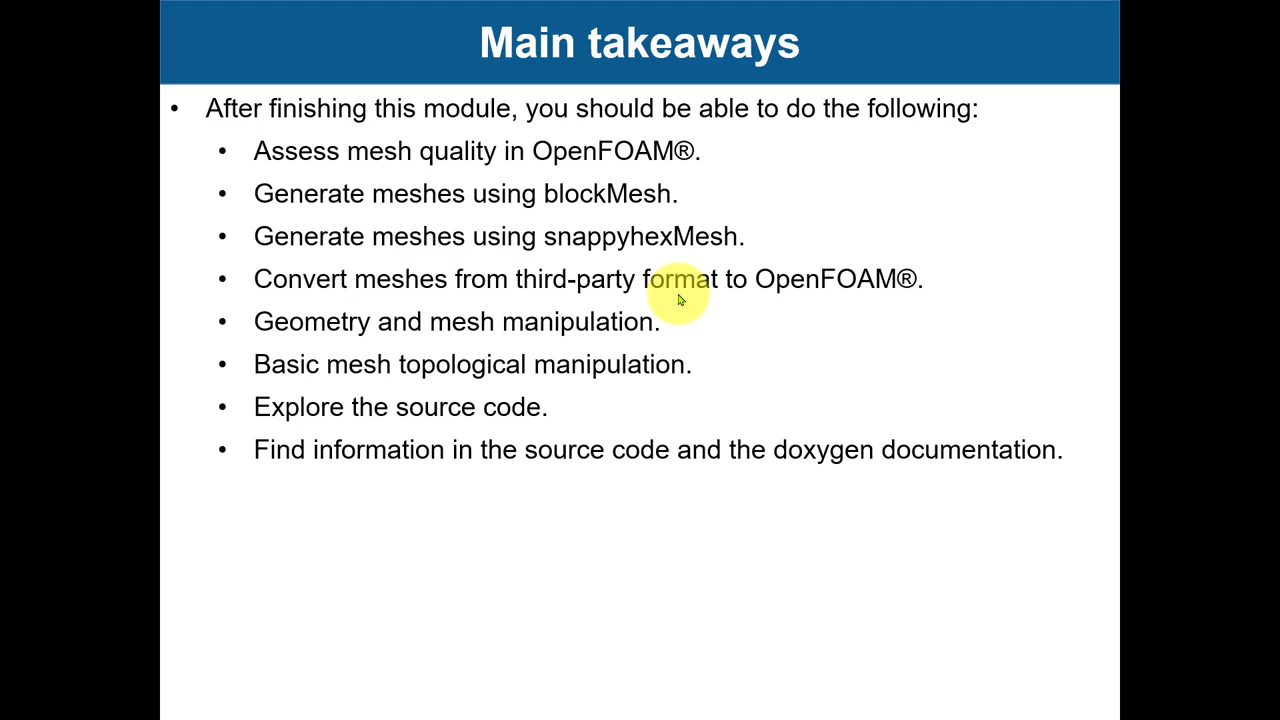 Main takeaways
• After finishing this module, you should be able to do the following:
• Assess mesh quality in OpenFOAM®.
• Generate meshes using blockMesh.
• Generate meshes using snappyhexMesh.
• Convert meshes from third-party format to OpenFOAM®.
• Geometry and mesh manipulation.
• Basic mesh topological manipulation.
• Explore the source code.
• Find information in the source code and the doxygen documentation.